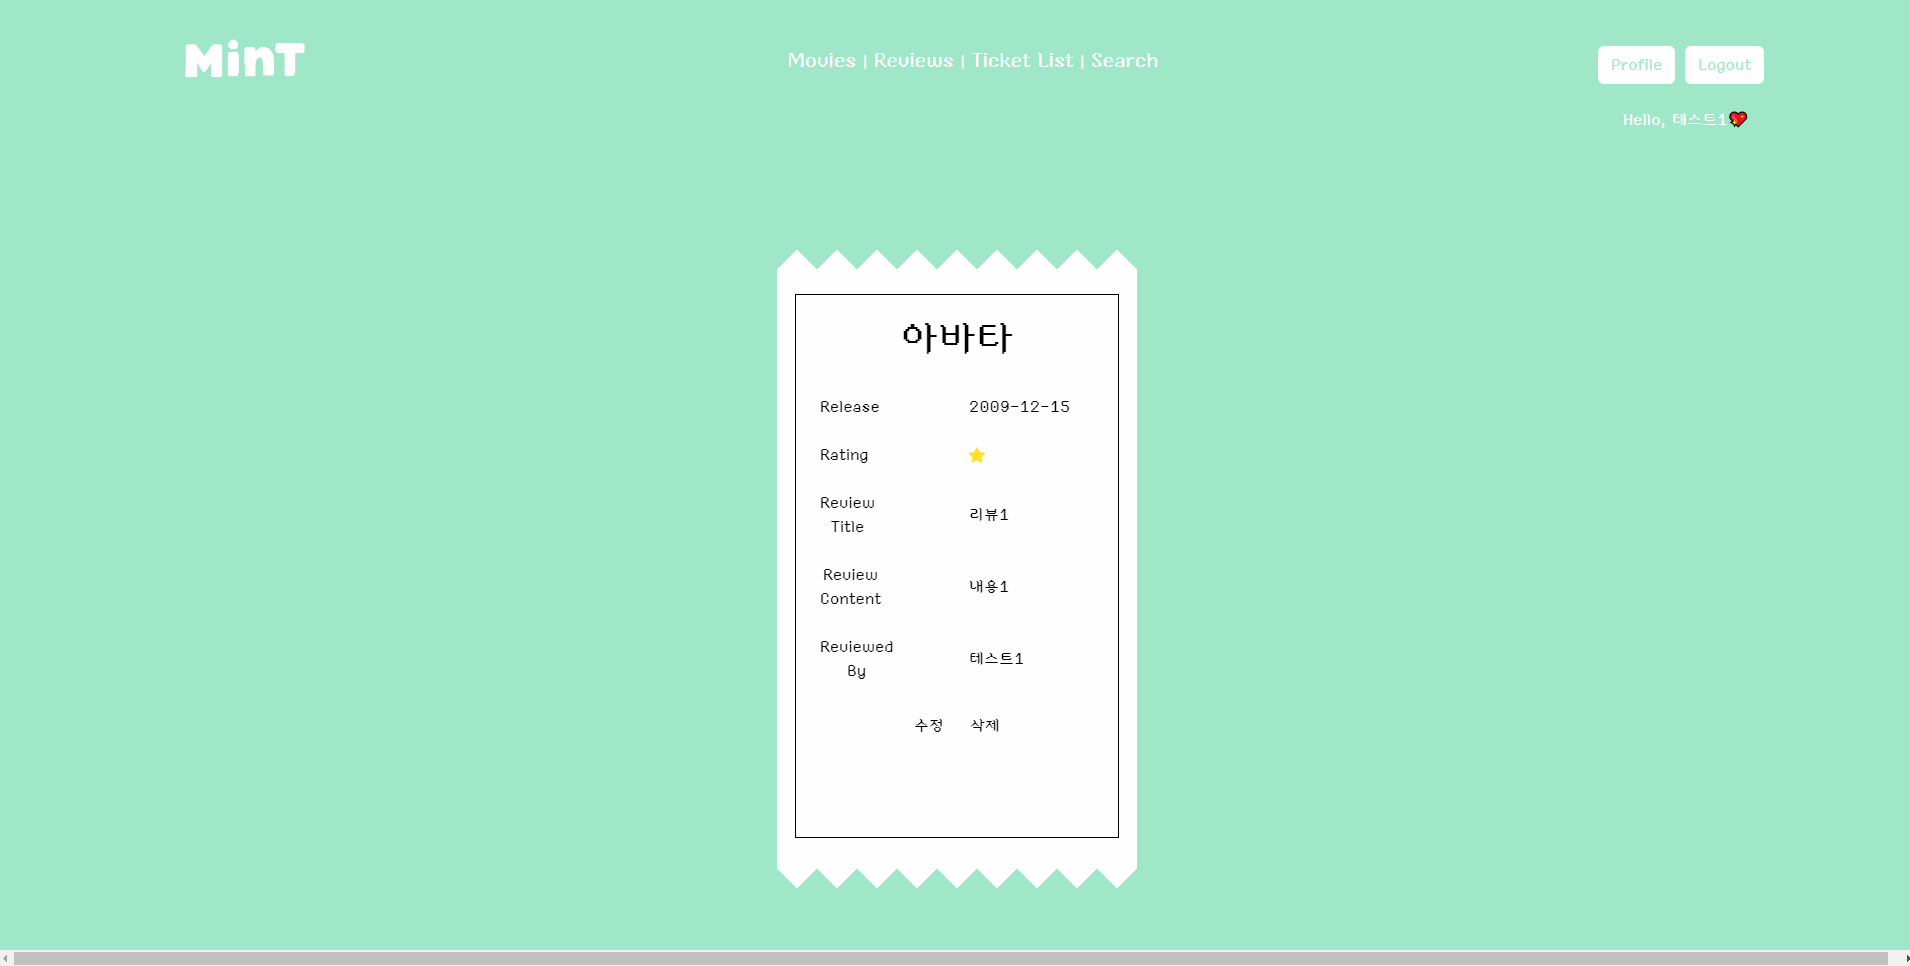 MinT
Movies | Reviews | Ticket List | Search
Profile
Logout
Hello, 테스트1💖
아바타
Release
2009-12-15
Rating
⭐
Review
Title
리뷰1
Review
Content
내용1
Reviewed
By
테스트1
수정
삭제